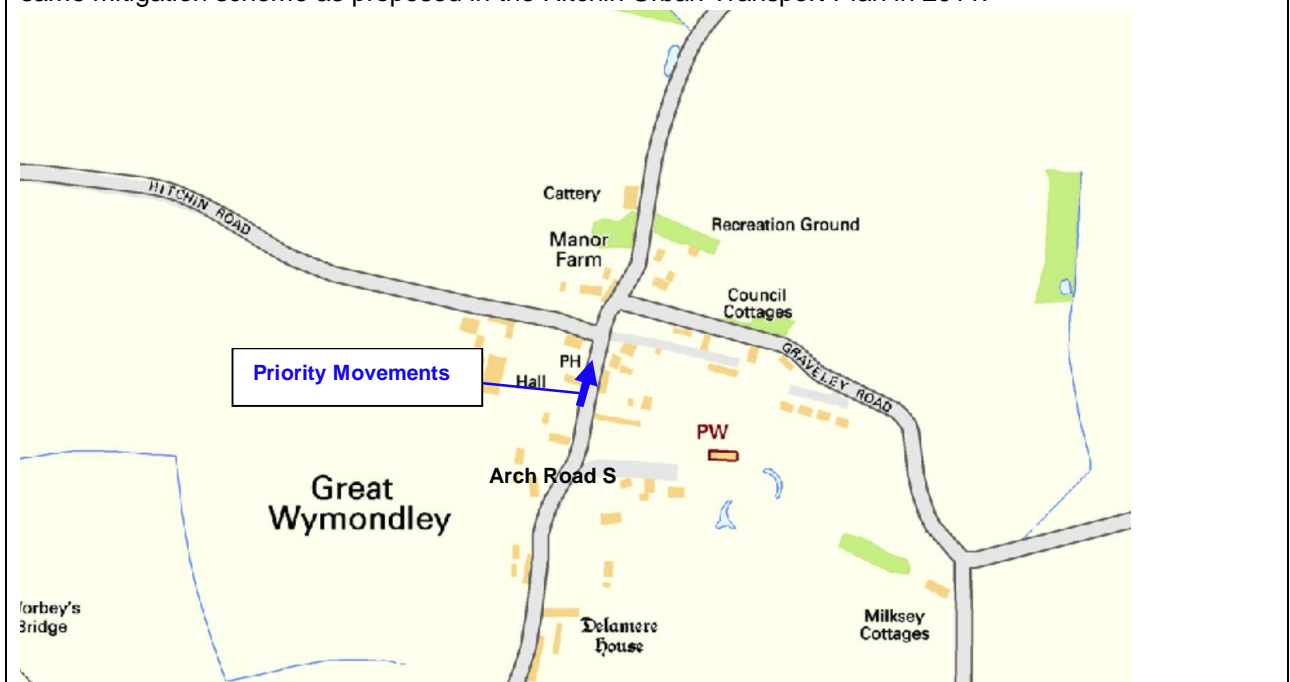 Cattery
Recreation Ground
HITCHIN ROAD
Manor
Farm
Council
Cottages
PH
Priority Movements
Hall
GRAVELEY ROAD
PW
Arch Road S
Great
Wymondley
Delamere
House
Milksey
Cottages
Bridge